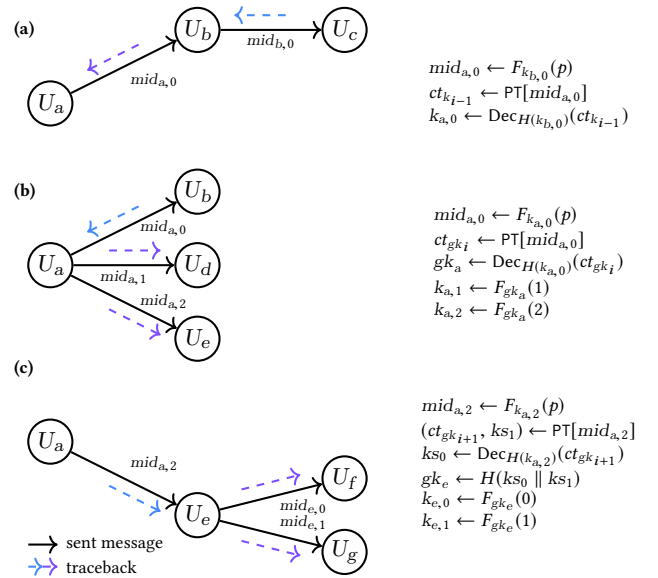 (a)
U_a
U_b
U_c
mid_{a,0}
mid_{b,0}
mid_{a,0} ← F_{k_{b,0}}(p)
ct_{k_{i−1}} ← PT[mid_{a,0}]
k_{a,0} ← Dec_{H(k_{b,0})}(ct_{k_{i−1}})
(b)
U_a
U_b
U_d
U_e
mid_{a,0}
mid_{a,1}
mid_{a,2}
mid_{a,0} ← F_{k_{a,0}}(p)
ct_{gk_i} ← PT[mid_{a,0}]
gk_a ← Dec_{H(k_{a,0})}(ct_{gk_i})
k_{a,1} ← F_{gk_a}(1)
k_{a,2} ← F_{gk_a}(2)
(c)
U_a
U_e
U_f
U_g
mid_{a,2}
mid_{e,0}
mid_{e,1}
mid_{a,2} ← F_{k_{a,2}}(p)
(ct_{gk_{i+1}}, ks_1) ← PT[mid_{a,2}]
ks_0 ← Dec_{H(k_{a,2})}(ct_{gk_{i+1}})
gk_e ← H(ks_0 ∥ ks_1)
k_{e,0} ← F_{gk_e}(0)
k_{e,1} ← F_{gk_e}(1)
sent message
traceback